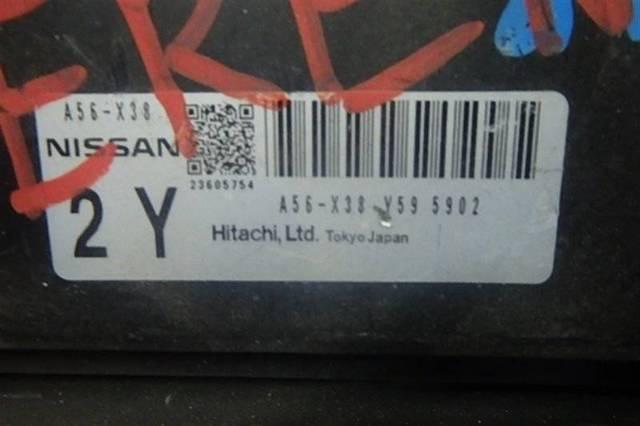 A56-X38
NISSAN
23605754
2 Y
A56-X38 Y59 5902
Hitachi, Ltd. Tokyo Japan